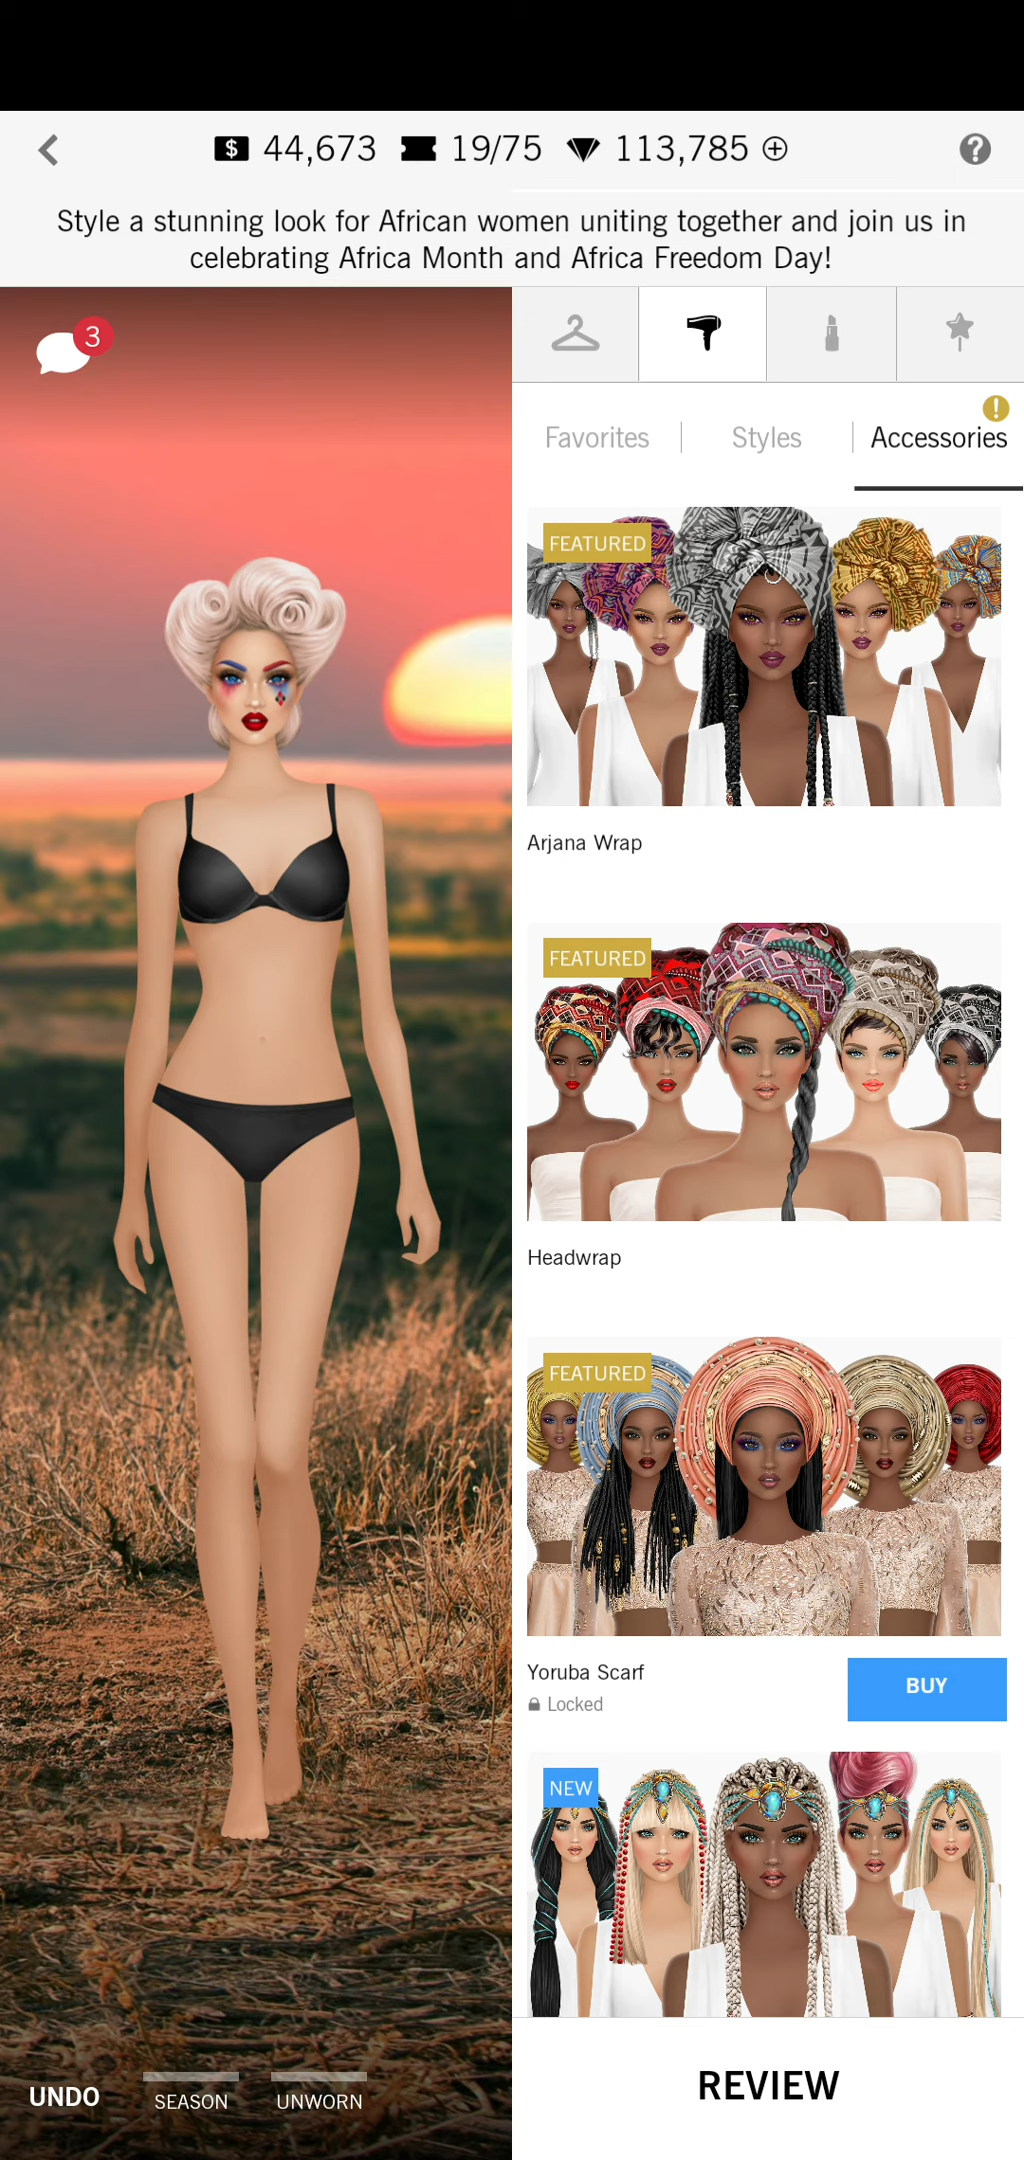 44,673 19/75 113,785
Style a stunning look for African women uniting together and join us in
celebrating Africa Month and Africa Freedom Day!
3
Favorites Styles Accessories
FEATURED
Arjana Wrap
FEATURED
Headwrap
FEATURED
Yoruba Scarf
Locked
BUY
NEW
UNDO SEASON UNWORN
REVIEW